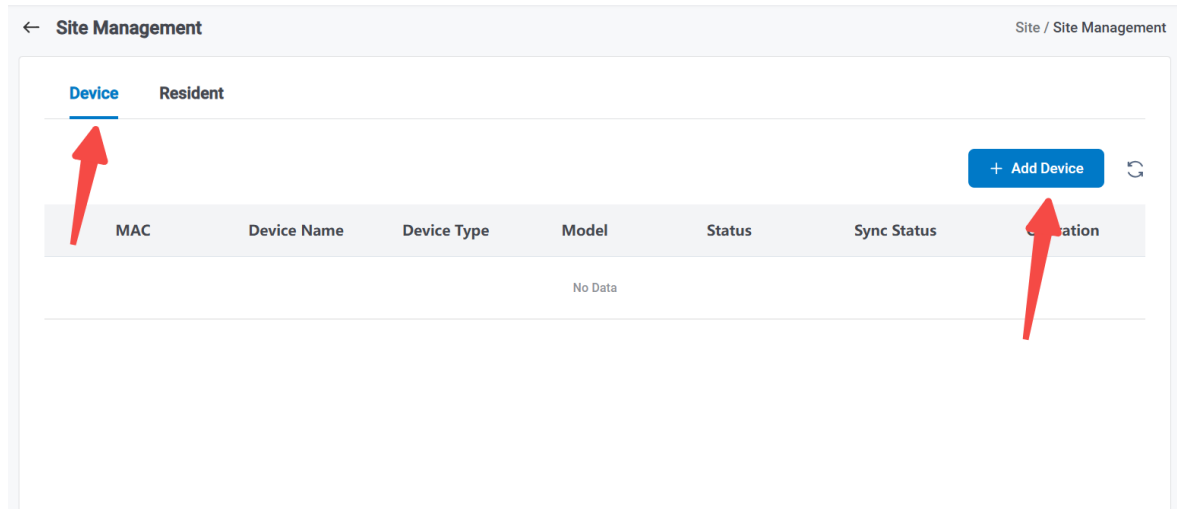 Site Management
Site / Site Management
Device Resident
+ Add Device
MAC Device Name Device Type Model Status Sync Status
No Data